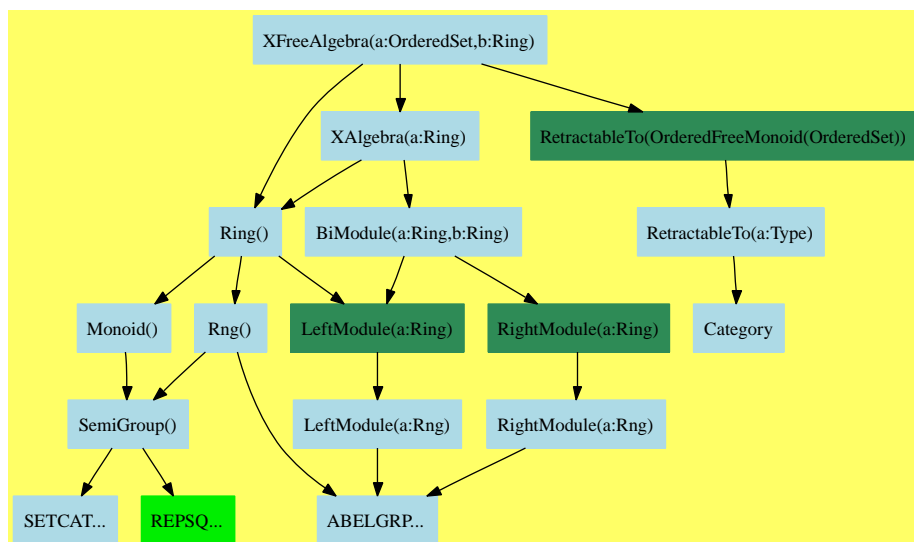 XFreeAlgebra(a:OrderedSet,b:Ring)
XAlgebra(a:Ring)
RetractableTo(OrderedFreeMonoid(OrderedSet))
Ring()
BiModule(a:Ring,b:Ring)
RetractableTo(a:Type)
Monoid()
Rng()
LeftModule(a:Ring)
RightModule(a:Ring)
Category
SemiGroup()
LeftModule(a:Rng)
RightModule(a:Rng)
SETCAT...
REPSQ...
ABELGRP...